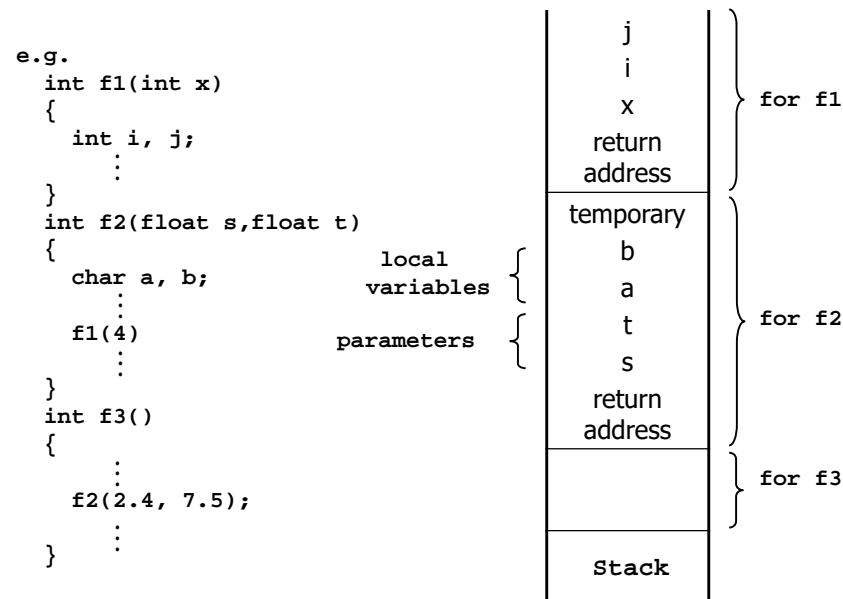 e.g.
int f1(int x)
{
int i, j;
⋮
}
int f2(float s,float t)
{
char a, b;
⋮
f1(4)
⋮
}
int f3()
{
⋮
f2(2.4, 7.5);
⋮
}
local
variables
parameters
j
i
x
return
address
temporary
b
a
t
s
return
address
Stack
for f1
for f2
for f3